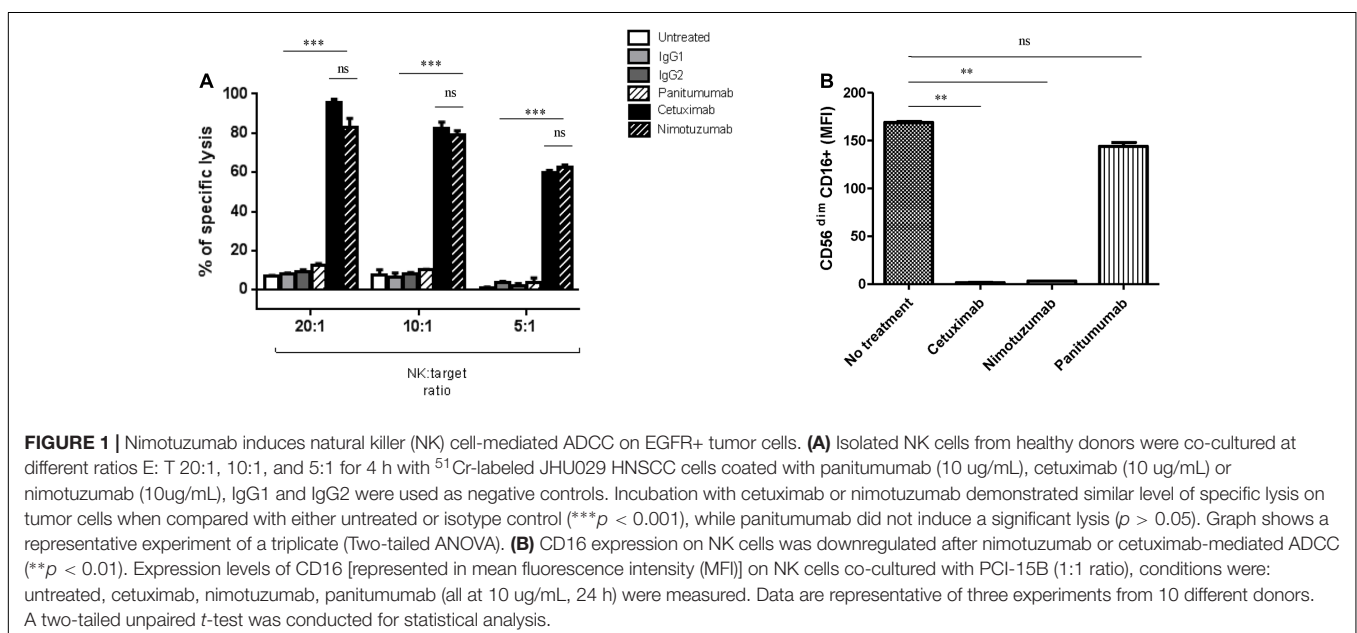 ***
ns
***
ns
***
ns
A
% of specific lysis
100
80
60
40
20
0
20:1
10:1
5:1
NK:target
ratio
Untreated
IgG1
IgG2
Panitumumab
Cetuximab
Nimotuzumab
B
ns
**
**
CD56 dim CD16+ (MFI)
200
150
100
50
0
No treatment
Cetuximab
Nimotuzumab
Panitumumab
FIGURE 1 | Nimotuzumab induces natural killer (NK) cell-mediated ADCC on EGFR+ tumor cells. (A) Isolated NK cells from healthy donors were co-cultured at
different ratios E: T 20:1, 10:1, and 5:1 for 4 h with 51Cr-labeled JHU029 HNSCC cells coated with panitumumab (10 ug/mL), cetuximab (10 ug/mL) or
nimotuzumab (10ug/mL), IgG1 and IgG2 were used as negative controls. Incubation with cetuximab or nimotuzumab demonstrated similar level of specific lysis on
tumor cells when compared with either untreated or isotype control (***p < 0.001), while panitumumab did not induce a significant lysis (p > 0.05). Graph shows a
representative experiment of a triplicate (Two-tailed ANOVA). (B) CD16 expression on NK cells was downregulated after nimotuzumab or cetuximab-mediated ADCC
(**p < 0.01). Expression levels of CD16 [represented in mean fluorescence intensity (MFI)] on NK cells co-cultured with PCI-15B (1:1 ratio), conditions were:
untreated, cetuximab, nimotuzumab, panitumumab (all at 10 ug/mL, 24 h) were measured. Data are representative of three experiments from 10 different donors.
A two-tailed unpaired t-test was conducted for statistical analysis.